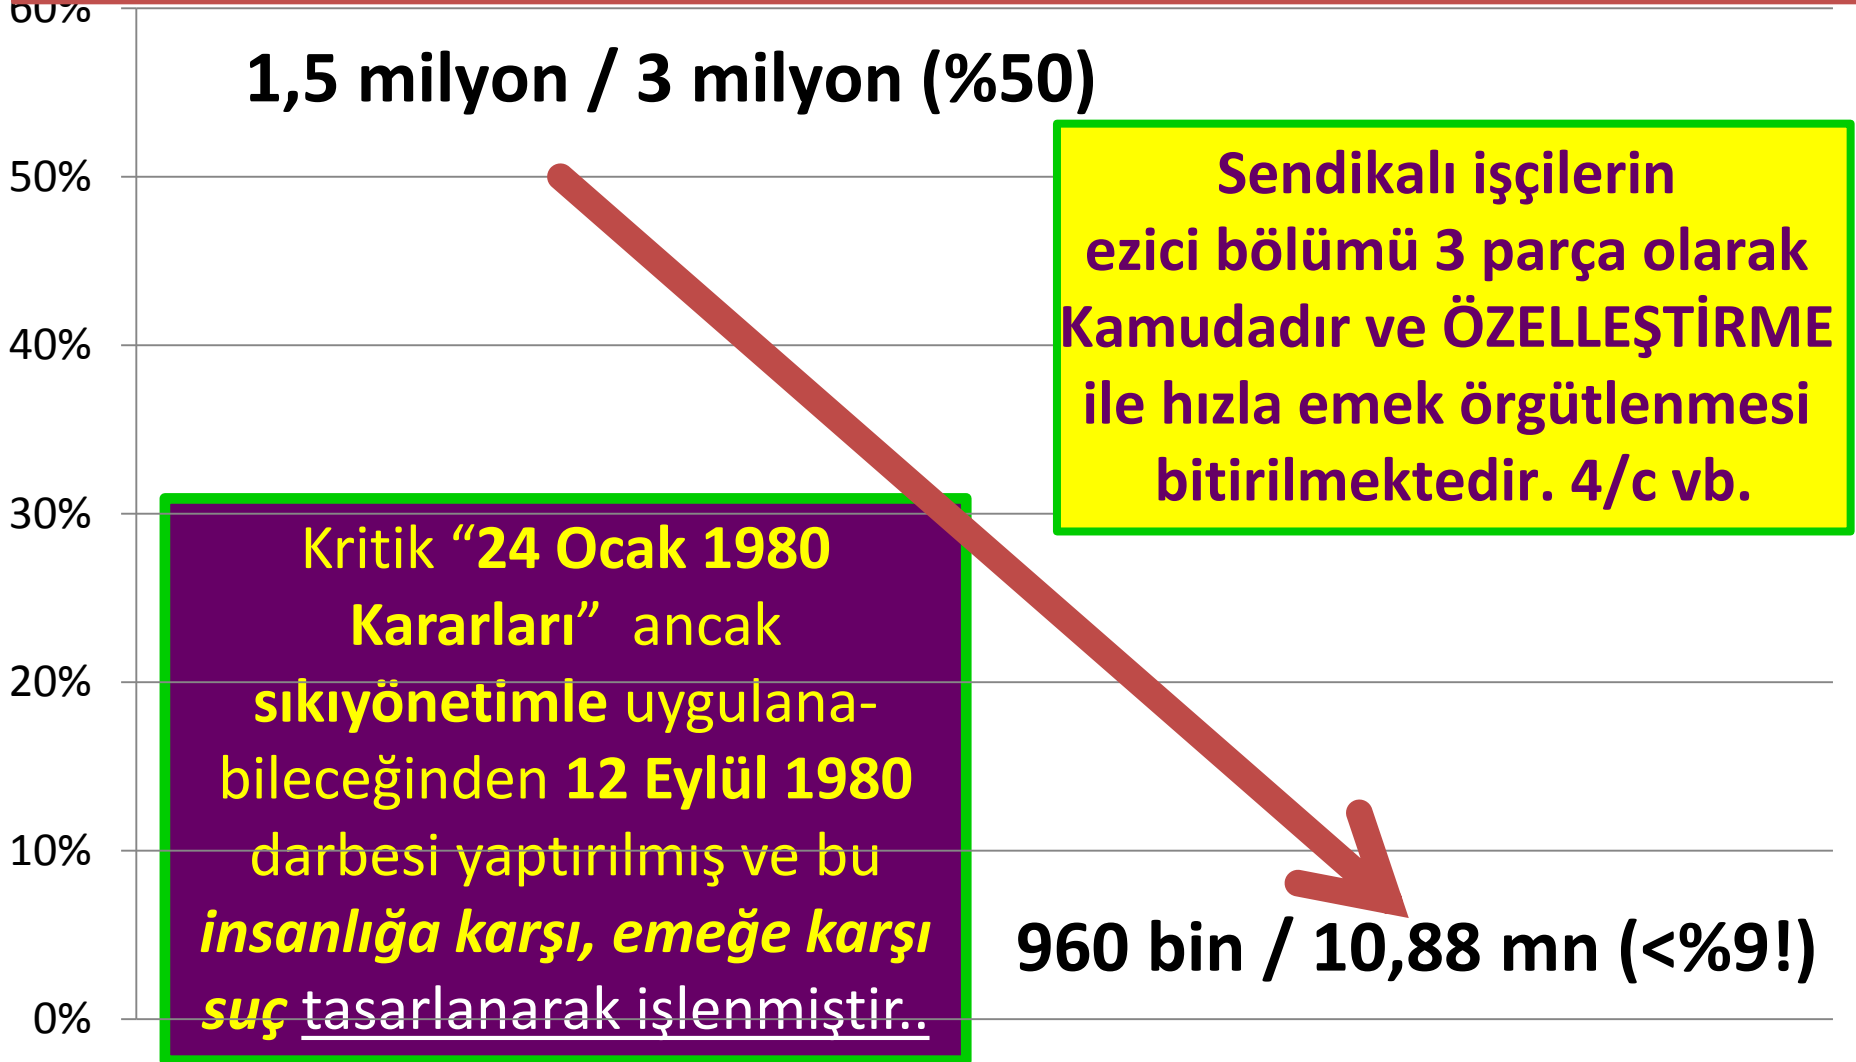 60%
1,5 milyon / 3 milyon (%50)
50%
Sendikalı işçilerin
ezici bölümü 3 parça olarak
Kamudadır ve ÖZELLEŞTİRME
ile hızla emek örgütlenmesi
bitirilmektedir. 4/c vb.
40%
30%
Kritik “24 Ocak 1980
Kararları” ancak
sıkıyönetimle uygulana-
bileceğinden 12 Eylül 1980
darbesi yaptırılmış ve bu
insanlığa karşı, emeğe karşı
suç tasarlanarak işlenmiştir..
20%
10%
960 bin / 10,88 mn (<%9!)
0%